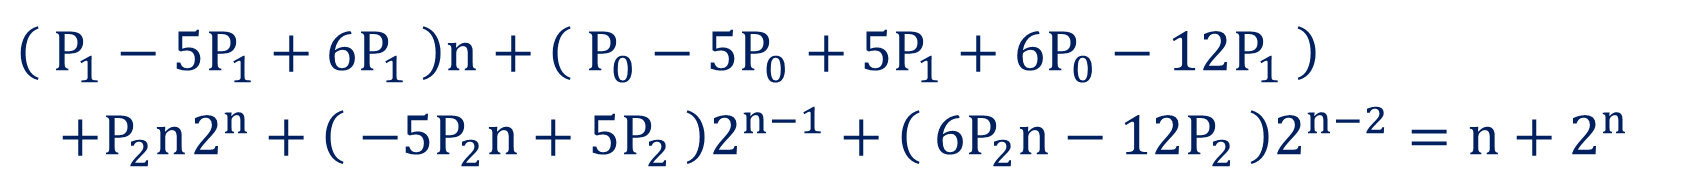 ( P₁ − 5P₁ + 6P₁ )n + ( P₀ − 5P₀ + 5P₁ + 6P₀ − 12P₁ )
+P₂n2ⁿ + ( −5P₂n + 5P₂ )2ⁿ⁻¹ + ( 6P₂n − 12P₂ )2ⁿ⁻² = n + 2ⁿ